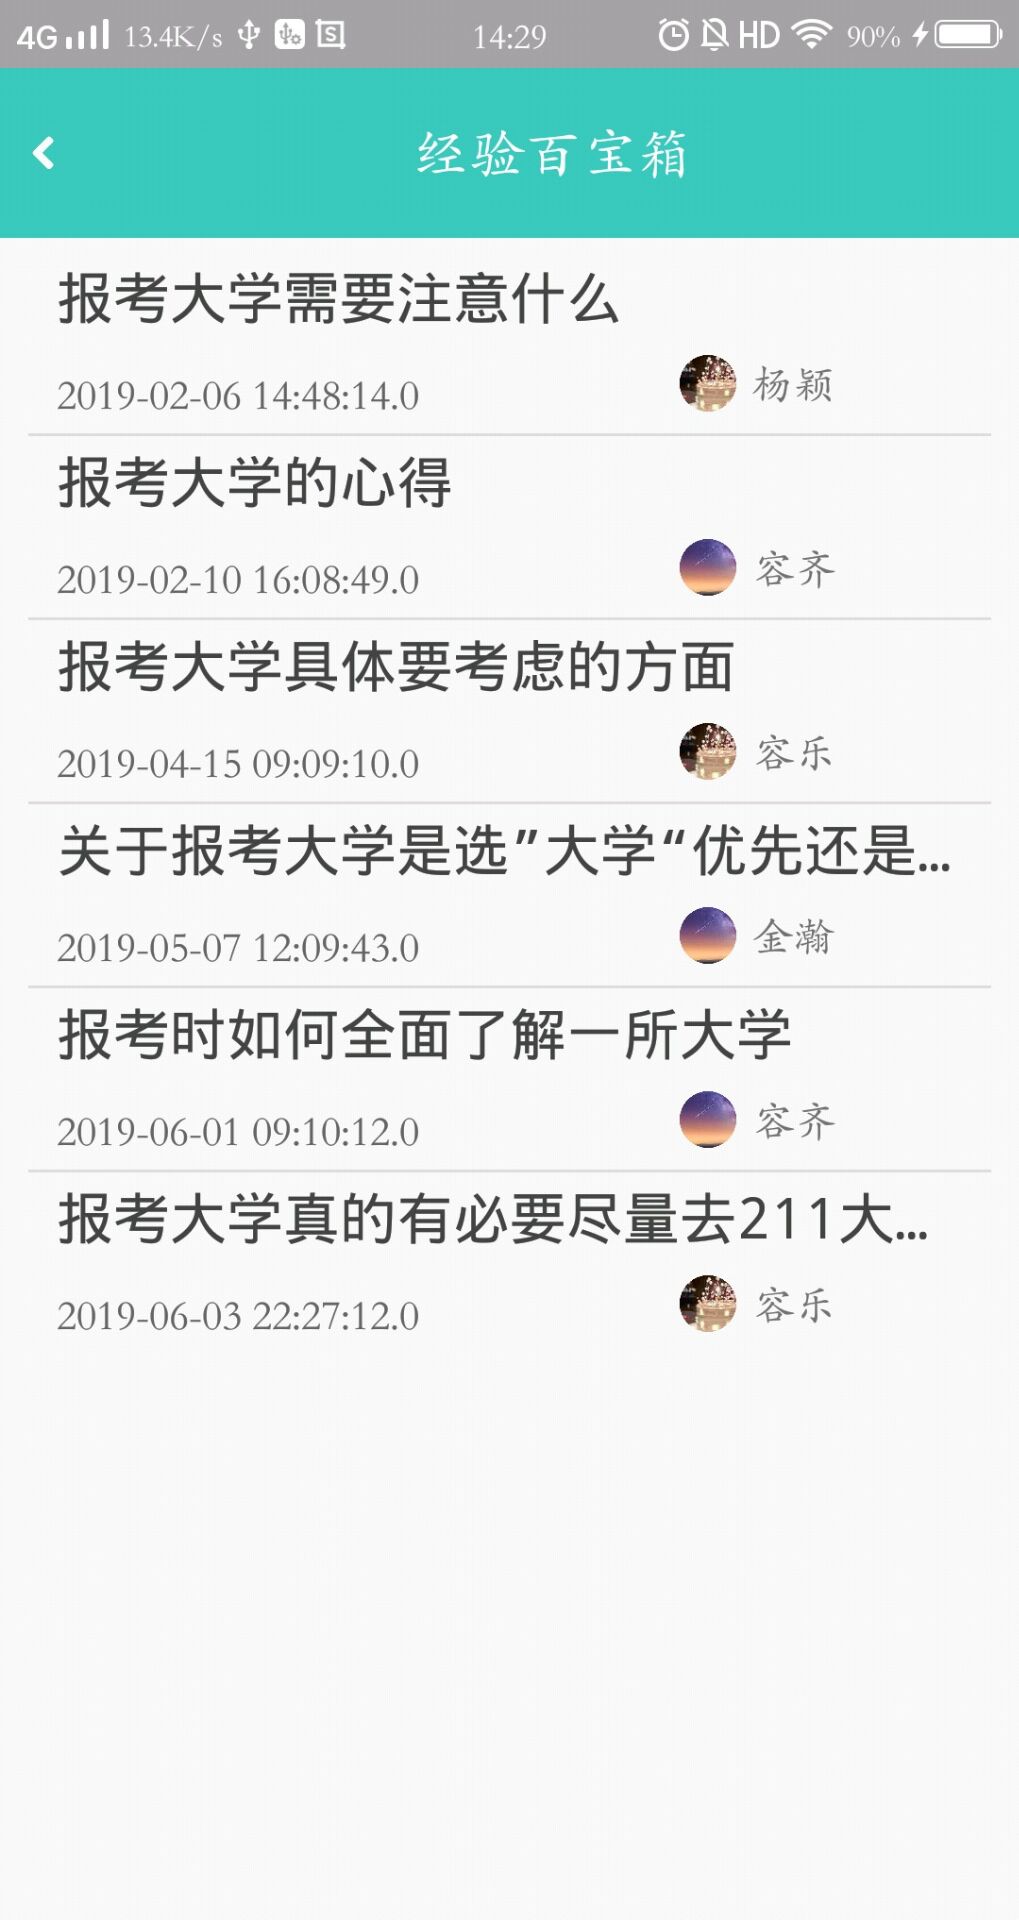 4G 13.4K/s 14:29 HD 90%
经验百宝箱
报考大学需要注意什么
2019-02-06 14:48:14.0 杨颖
报考大学的心得
2019-02-10 16:08:49.0 容齐
报考大学具体要考虑的方面
2019-04-15 09:09:10.0 容乐
关于报考大学是选”大学“优先还是...
2019-05-07 12:09:43.0 金瀚
报考时如何全面了解一所大学
2019-06-01 09:10:12.0 容齐
报考大学真的有必要尽量去211大...
2019-06-03 22:27:12.0 容乐